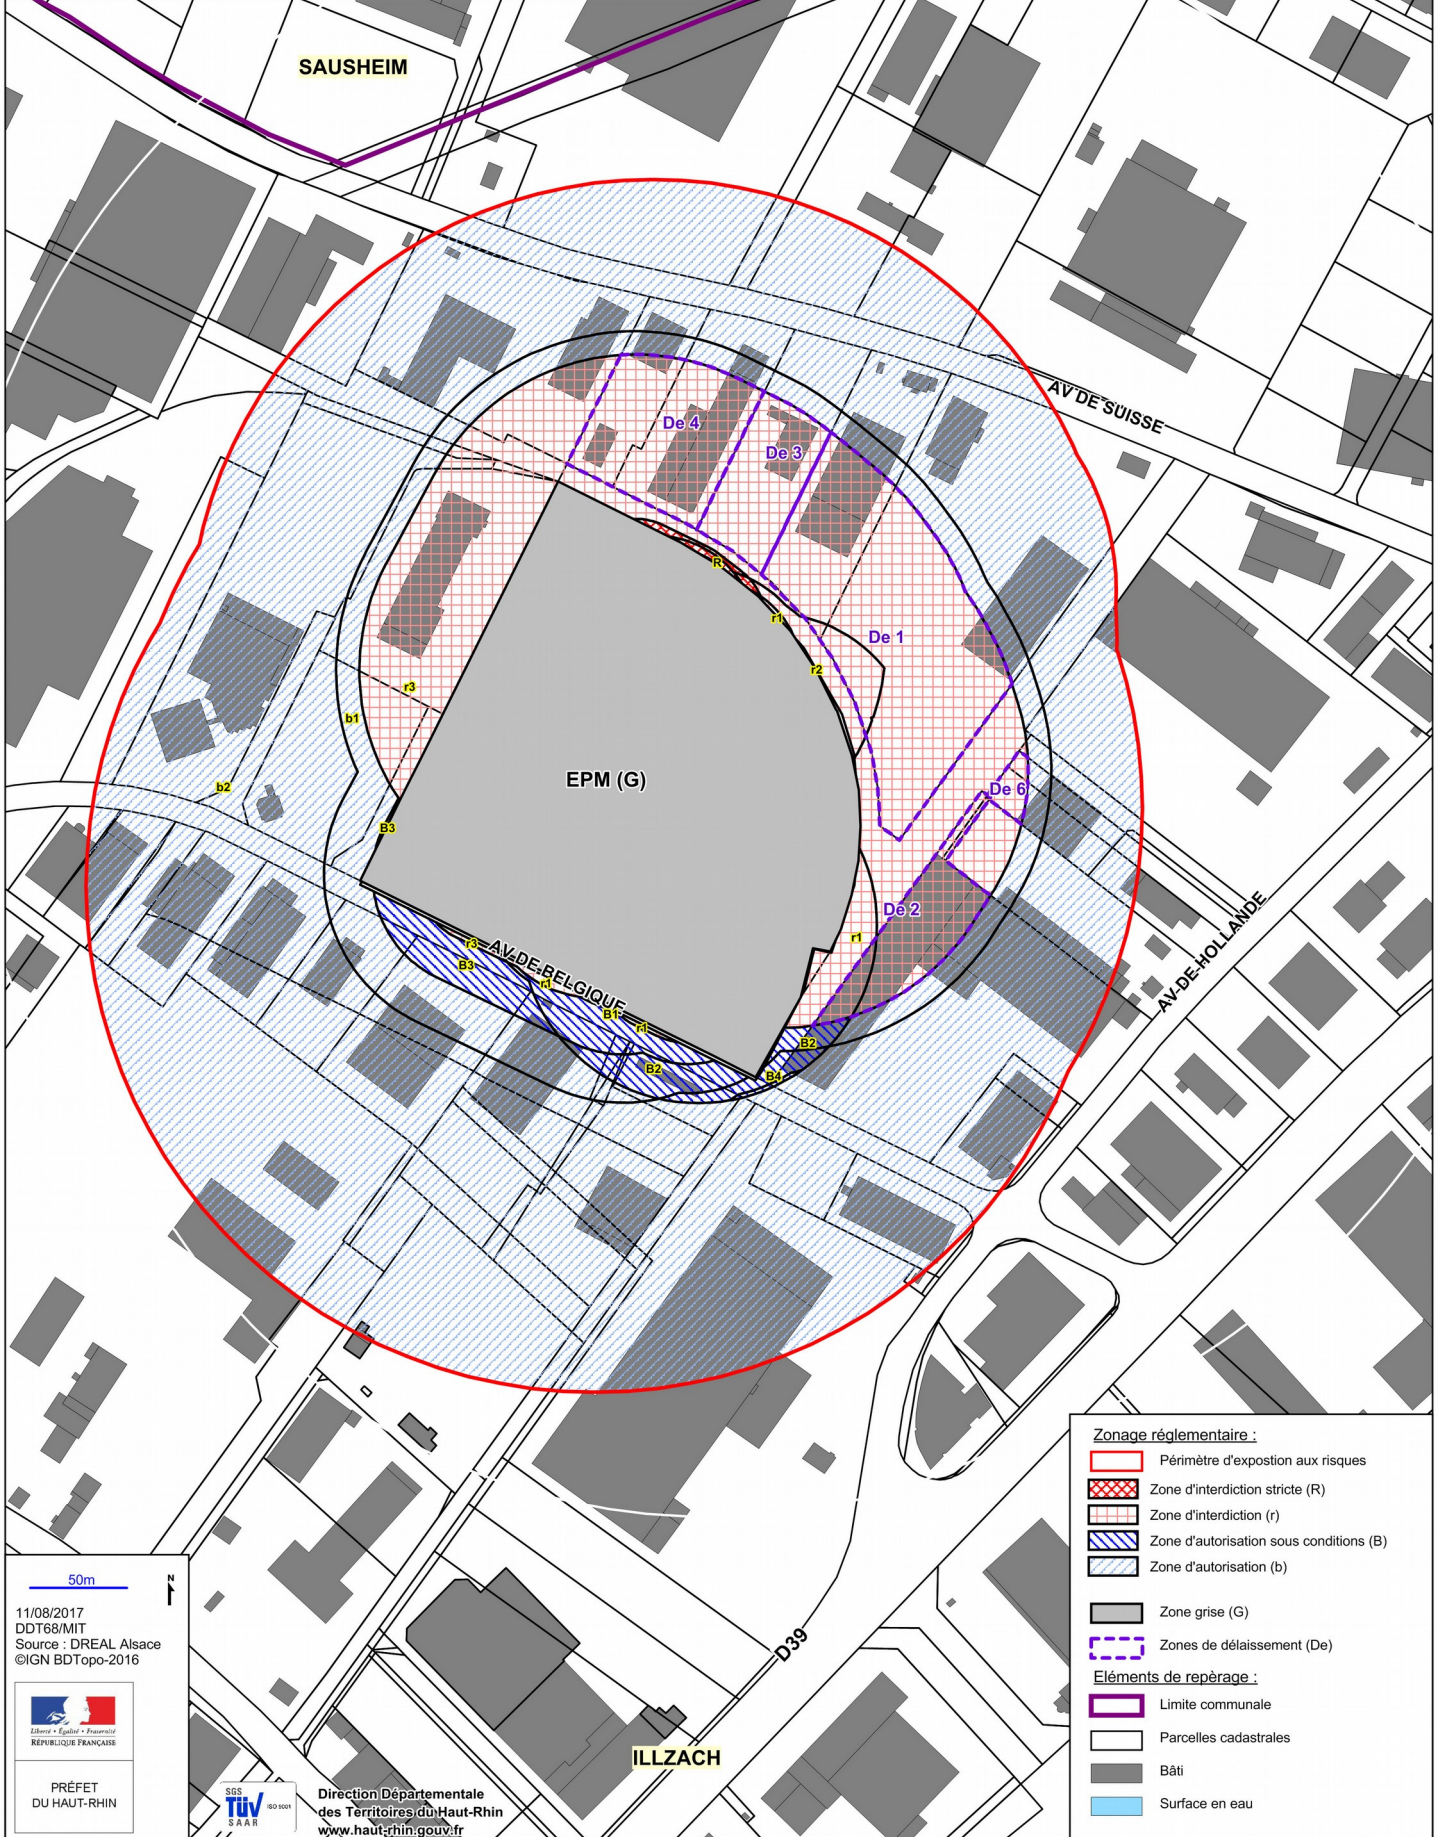 SAUSHEIM
AV DE SUISSE
De 4
De 3
R
r1
De 1
r2
r3
b1
EPM (G)
b2
De 6
B3
De 2
AV-DE-HOLLANDE
r1
r3
AV-DE-BELGIQUE
B3
r1
B1
r1
B2
B2
B4
D39
ILLZACH
Zonage réglementaire :
Périmètre d'expostion aux risques
Zone d'interdiction stricte (R)
Zone d'interdiction (r)
Zone d'autorisation sous conditions (B)
Zone d'autorisation (b)
Zone grise (G)
Zones de délaissement (De)
Eléments de repèrage :
Limite communale
Parcelles cadastrales
Bâti
Surface en eau
50m
N
11/08/2017
DDT68/MIT
Source : DREAL Alsace
©IGN BDTopo-2016
Liberté • Égalité • Fraternité
RÉPUBLIQUE FRANÇAISE
PRÉFET
DU HAUT-RHIN
SGS
TÜV
SAAR
ISO 9001
Direction Départementale
des Territoires du Haut-Rhin
www.haut-rhin.gouv.fr